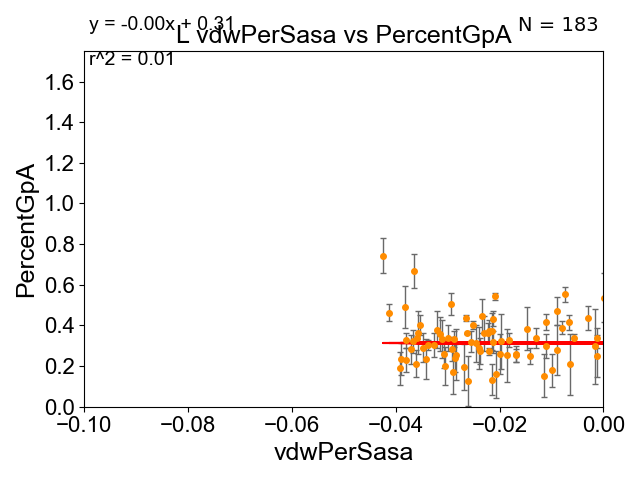 y = -0.00x + 0.31
N = 183
L vdwPerSasa vs PercentGpA
r^2 = 0.01
PercentGpA
1.6
1.4
1.2
1.0
0.8
0.6
0.4
0.2
0.0
−0.10 −0.08 −0.06 −0.04 −0.02 0.00
vdwPerSasa